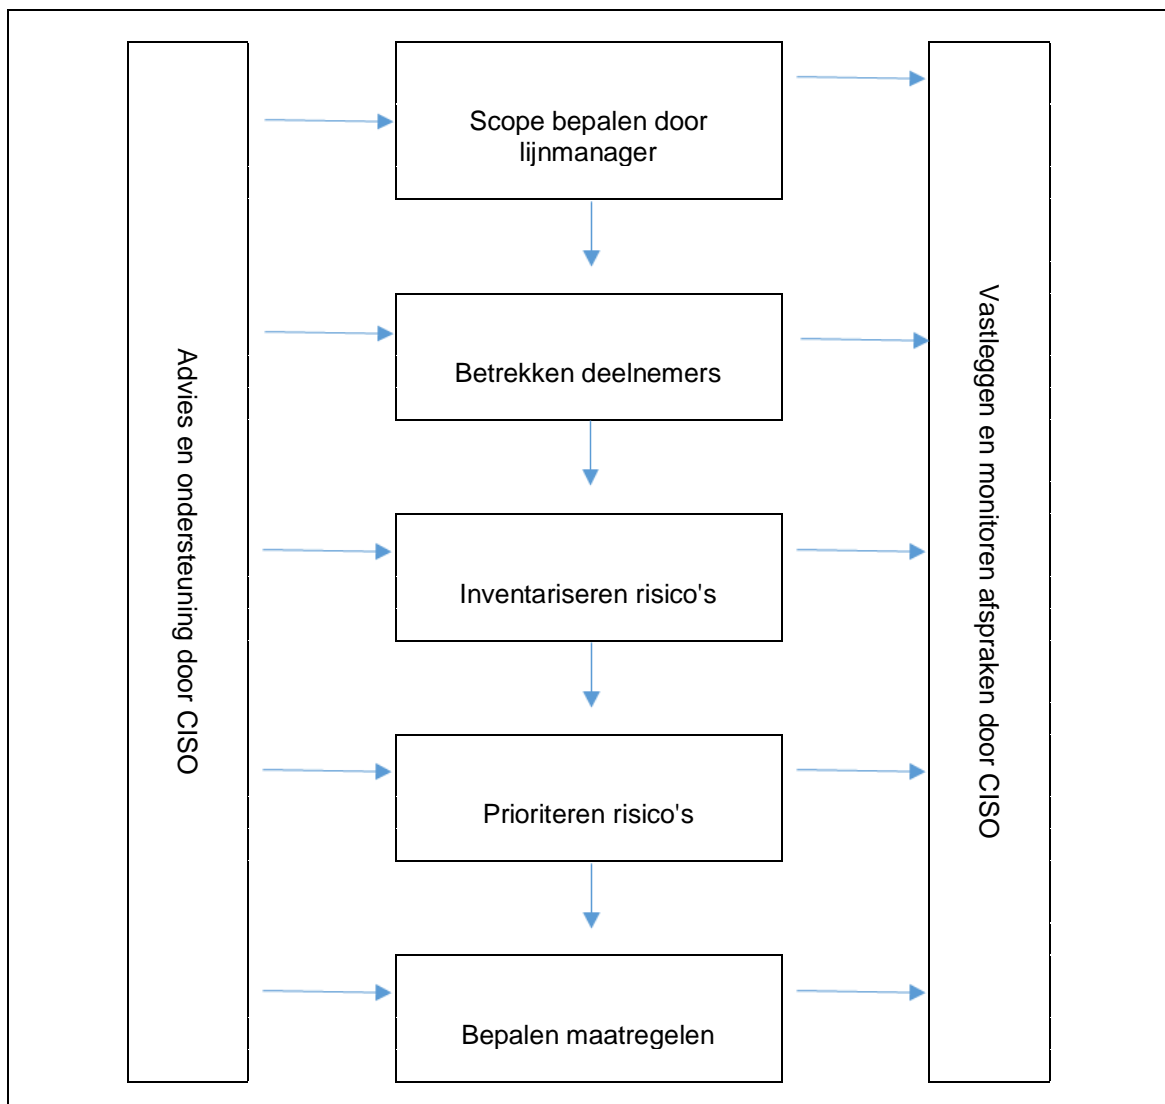 Advies en ondersteuning door CISO
Scope bepalen door
lijnmanager
Betrekken deelnemers
Inventariseren risico's
Prioriteren risico's
Bepalen maatregelen
Vastleggen en monitoren afspraken door CISO